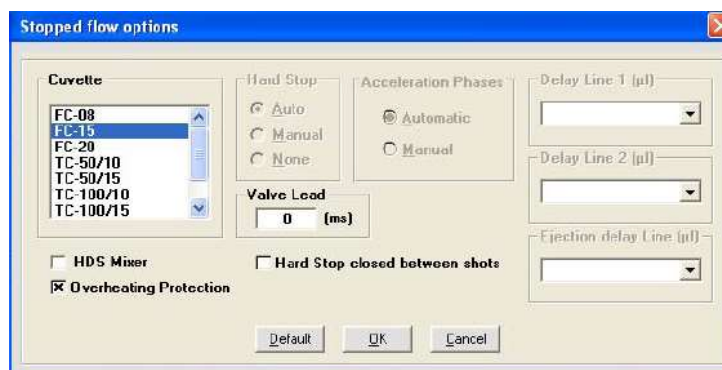 Stopped flow options
Cuvette
FC-08
FC-15
FC-20
TC-50/10
TC-50/15
TC-100/10
TC-100/15
Hard Stop
Auto
Manual
None
Acceleration Phases
Automatic
Manual
Valve Lead
0 (ms)
Delay Line 1 (µl)
Delay Line 2 (µl)
Ejection delay Line (µl)
HDS Mixer
Hard Stop closed between shots
Overheating Protection
Default
OK
Cancel